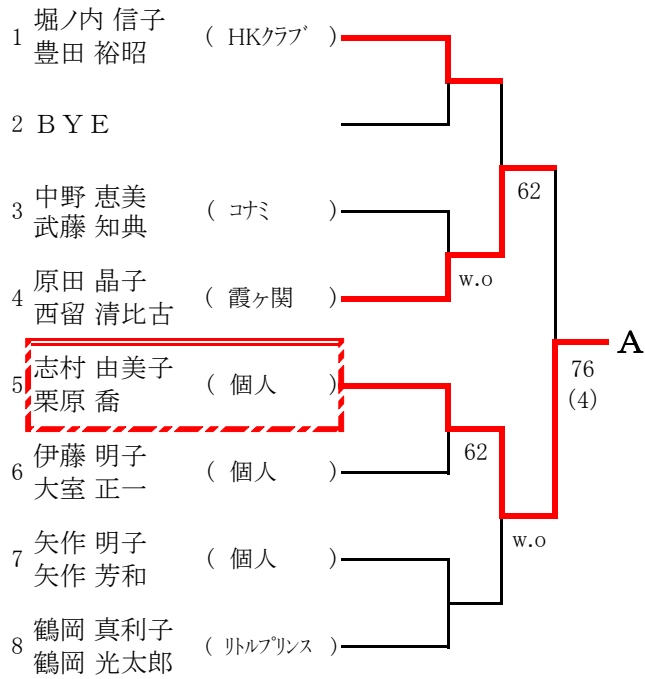 1 堀ノ内 信子 ( HKクラブ )
豊田 裕昭
2 ＢＹＥ
62
3 中野 恵美 ( コナミ )
武藤 知典
w.o
4 原田 晶子 ( 霞ヶ関 )
西留 清比古
A
76
(4)
5 志村 由美子 ( 個人 )
栗原 喬
62
6 伊藤 明子 ( 個人 )
大室 正一
w.o
7 矢作 明子 ( 個人 )
矢作 芳和
8 鶴岡 真利子 ( リトルプリンス )
鶴岡 光太郎